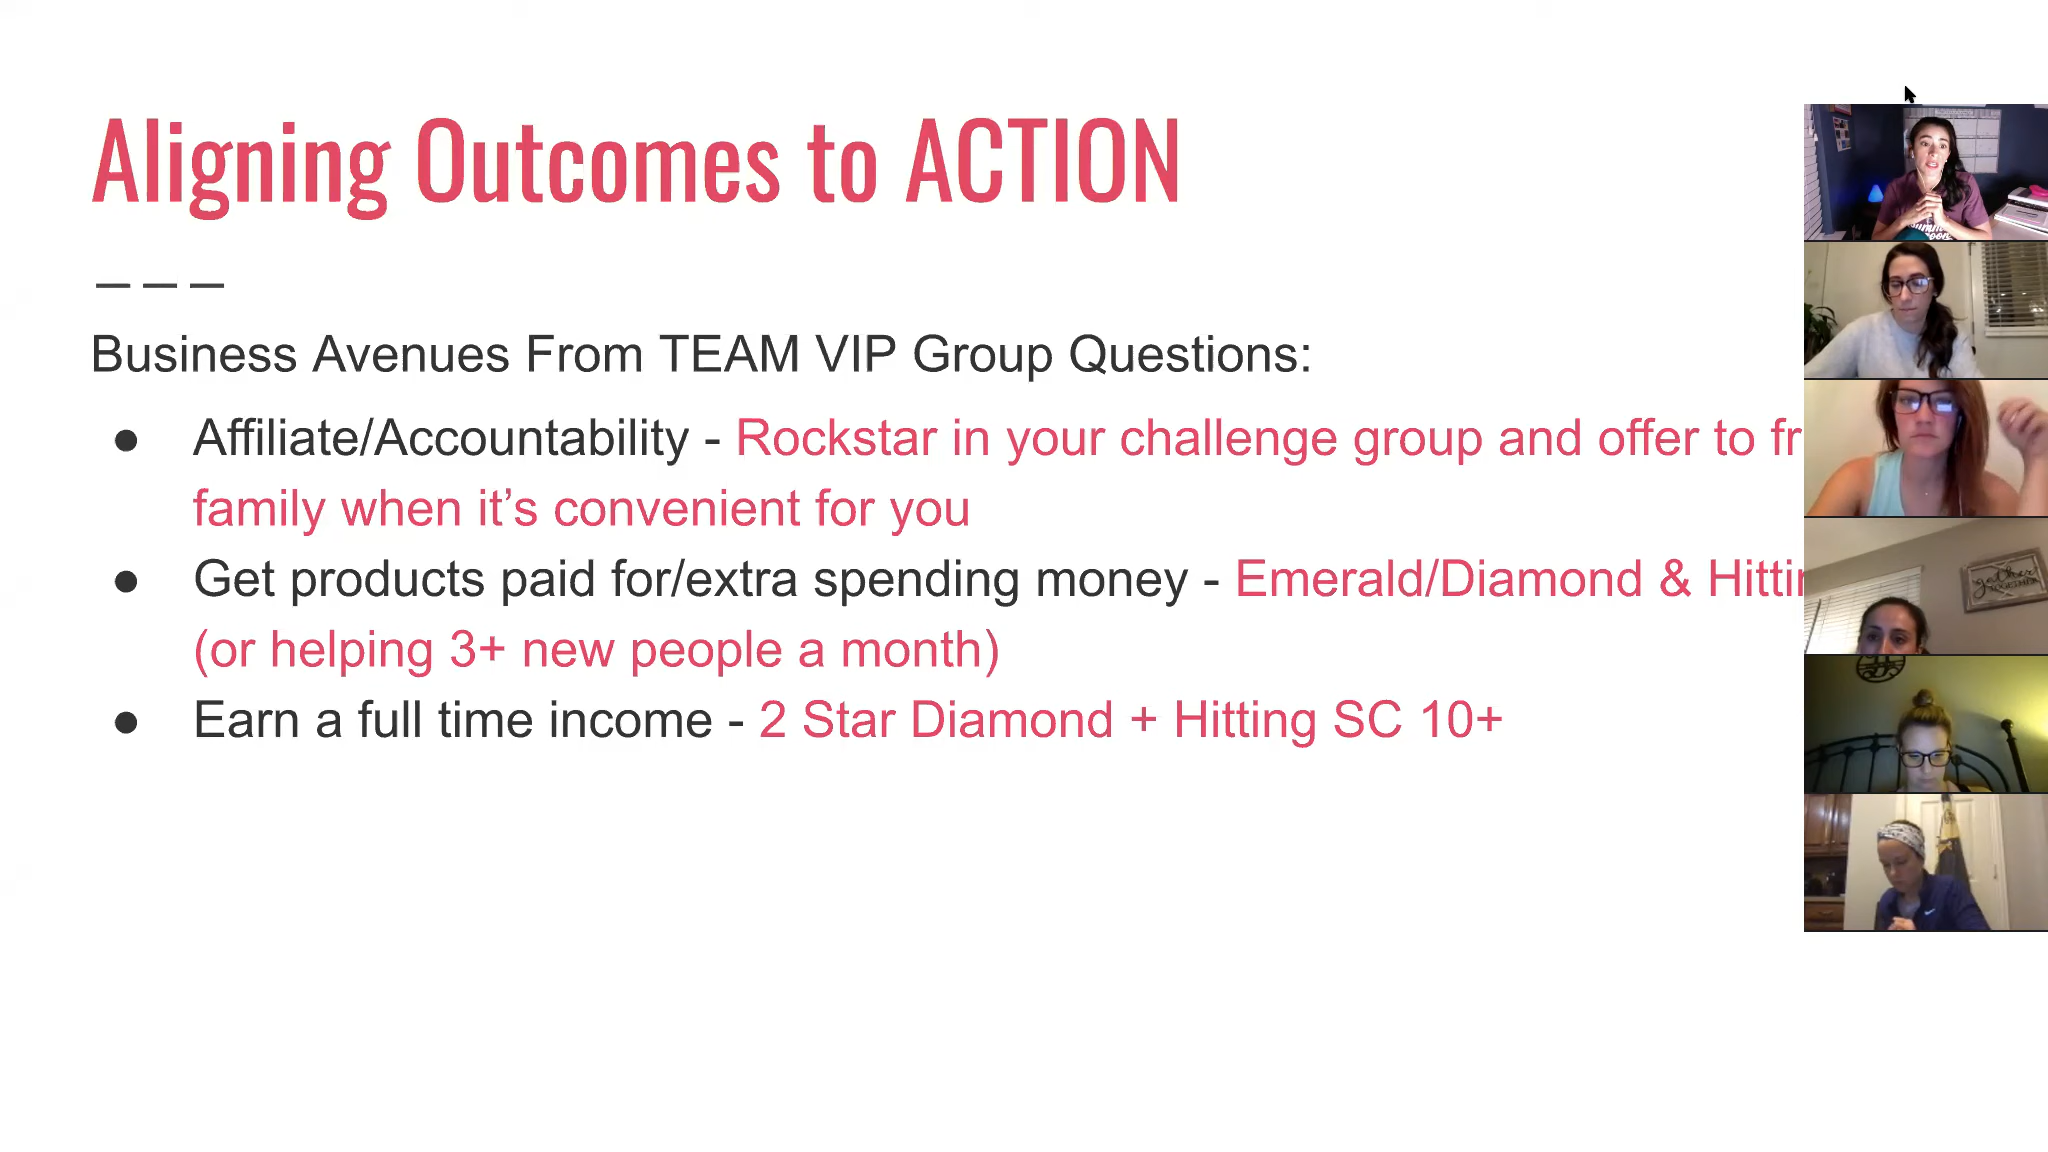 Aligning Outcomes to ACTION
Business Avenues From TEAM VIP Group Questions:
● Affiliate/Accountability - Rockstar in your challenge group and offer to
family when it's convenient for you
● Get products paid for/extra spending money - Emerald/Diamond &
(or helping 3+ new people a month)
● Earn a full time income - 2 Star Diamond + Hitting SC 10+
gather
TOGETHER